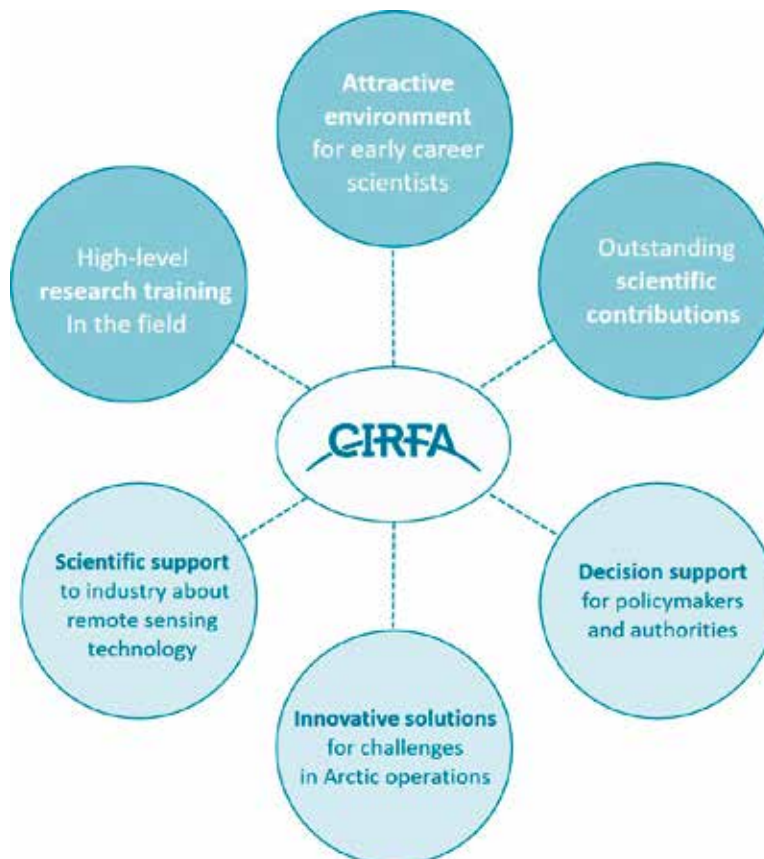 Attractive
environment
for early career
scientists
High-level
research training
In the field
Outstanding
scientific
contributions
CIRFA
Scientific support
to industry about
remote sensing
technology
Decision support
for policymakers
and authorities
Innovative solutions
for challenges
in Arctic operations